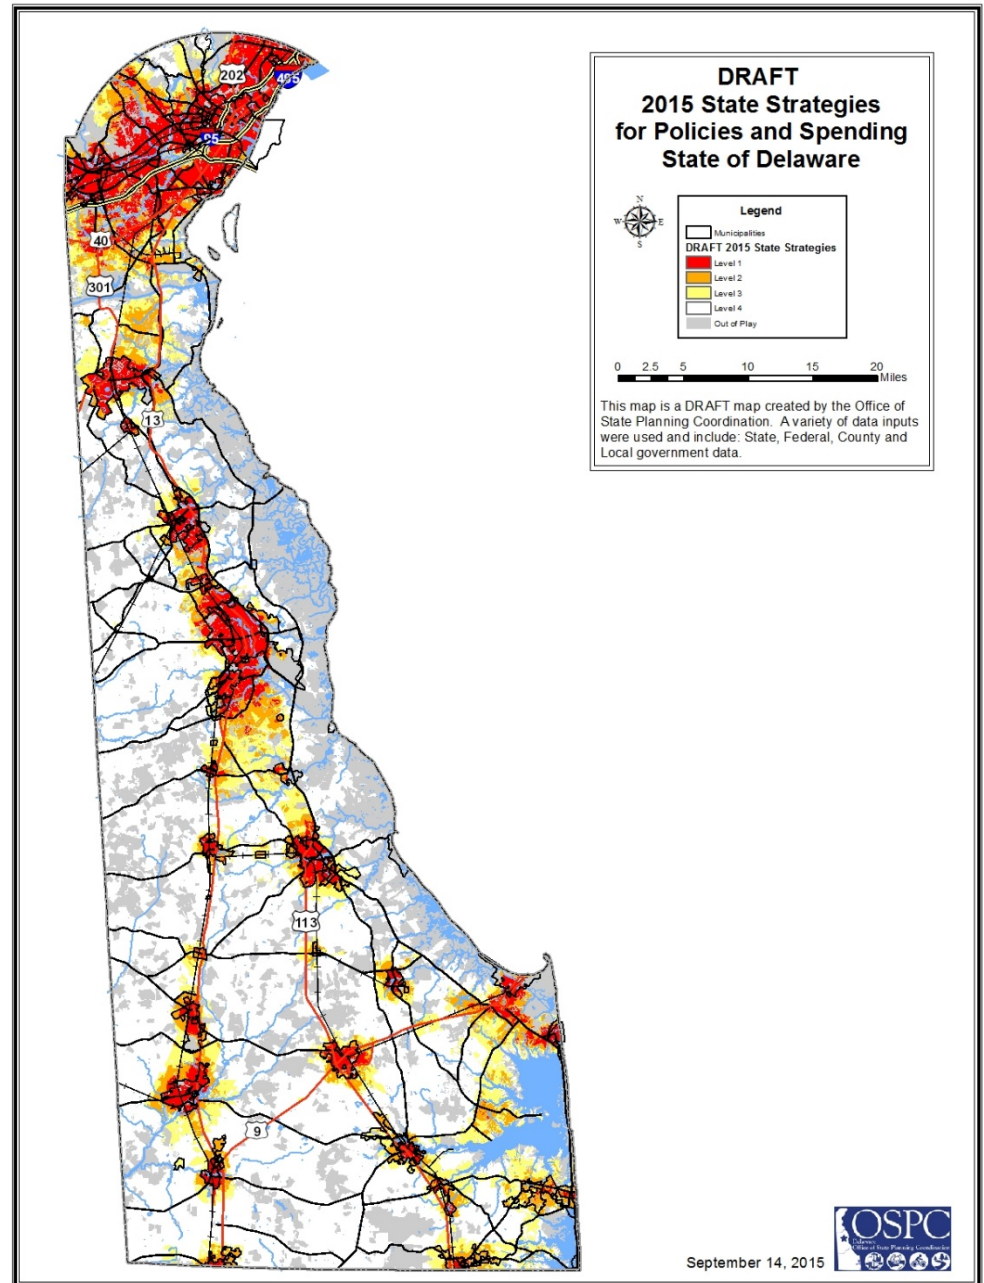 DRAFT
2015 State Strategies
for Policies and Spending
State of Delaware
N
W E
S
Legend
Municipalities
DRAFT 2015 State Strategies
Level 1
Level 2
Level 3
Level 4
Out of Play
0 2.5 5 10 15 20
Miles
This map is a DRAFT map created by the Office of
State Planning Coordination. A variety of data inputs
were used and include: State, Federal, County and
Local government data.
202
495
95
40
301
13
113
9
September 14, 2015
OSPC
Delaware
Office of State Planning Coordination